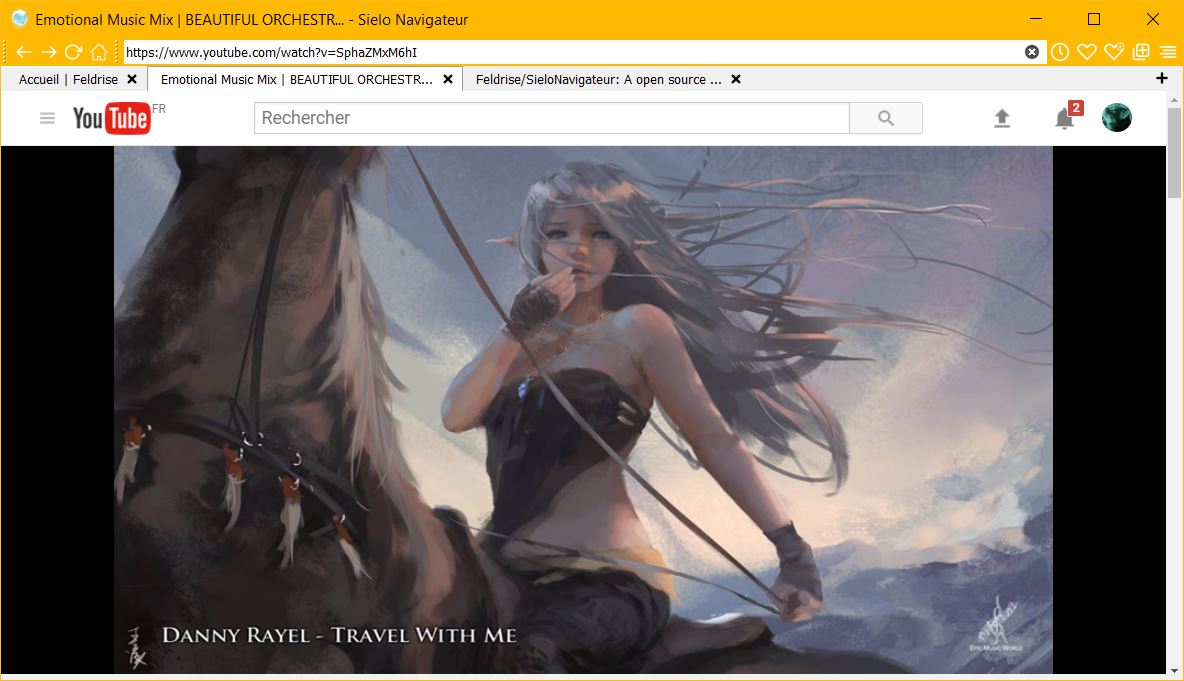 Emotional Music Mix | BEAUTIFUL ORCHESTR... - Sielo Navigateur
https://www.youtube.com/watch?v=SphaZMxM6hI
Accueil | Feldrise
Emotional Music Mix | BEAUTIFUL ORCHESTR...
Feldrise/SieloNavigateur: A open source ...
YouTube FR
Rechercher
2
DANNY RAYEL - TRAVEL WITH ME
EPIC MUSIC WORLD